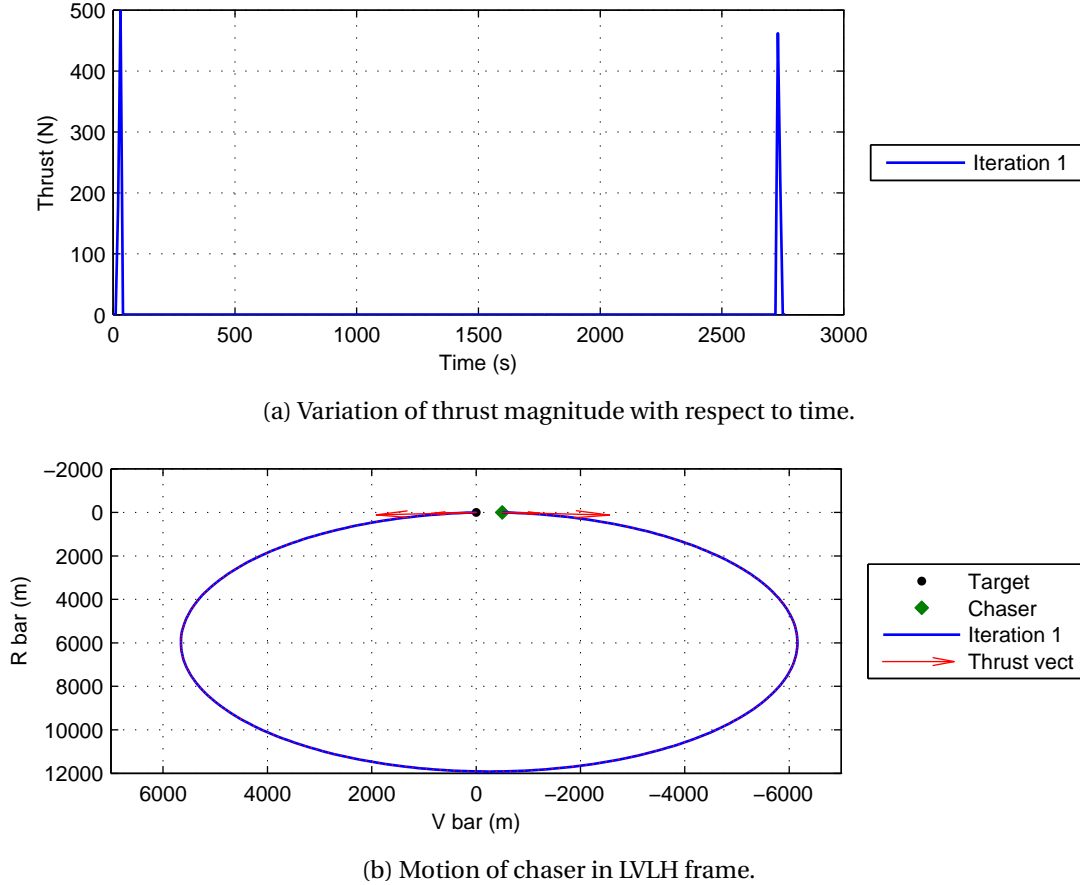 500
400
300
200
100
0
Thrust (N)
0 500 1000 1500 2000 2500 3000
Time (s)
Iteration 1
(a) Variation of thrust magnitude with respect to time.
−2000
0
2000
4000
6000
8000
10000
12000
R bar (m)
6000 4000 2000 0 −2000 −4000 −6000
V bar (m)
Target
Chaser
Iteration 1
Thrust vect
(b) Motion of chaser in LVLH frame.